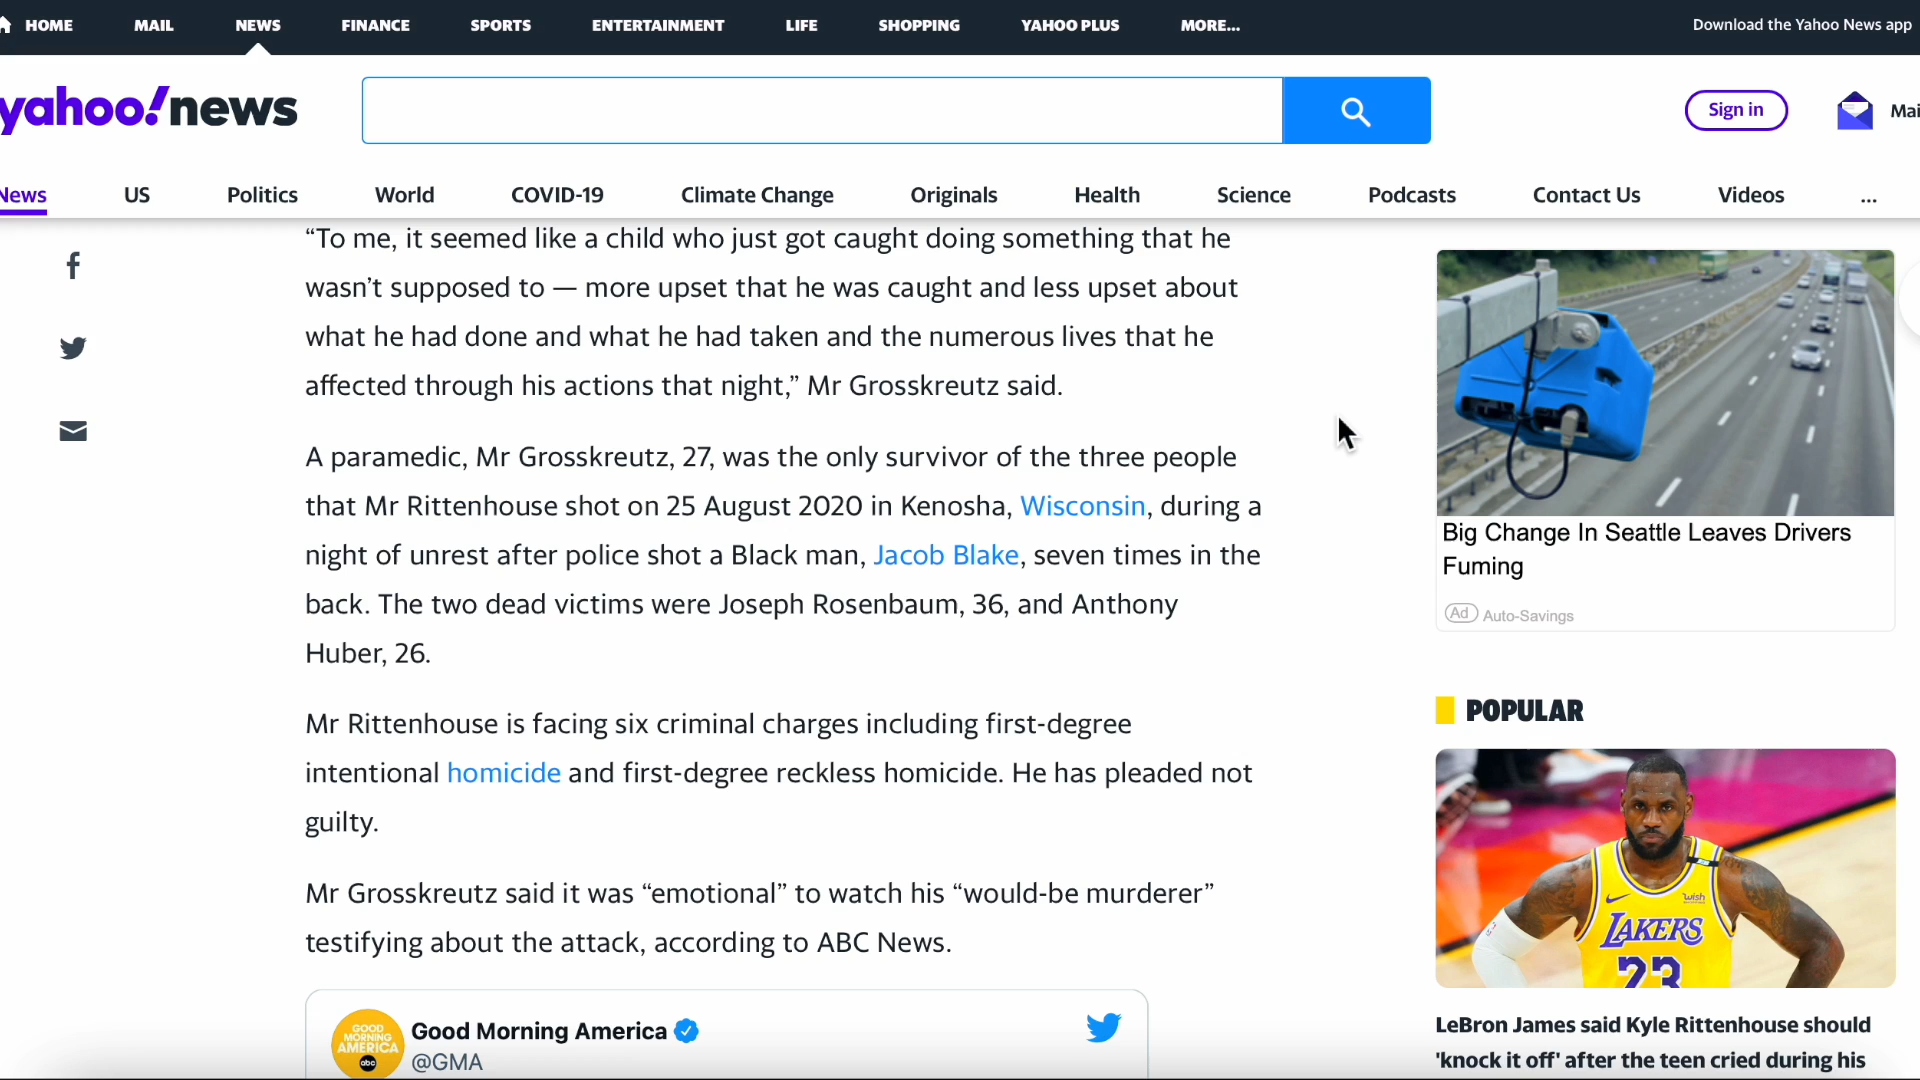 HOME MAIL NEWS FINANCE SPORTS ENTERTAINMENT LIFE SHOPPING YAHOO PLUS MORE... Download the Yahoo News app
yahoo!news
Sign in
Mai
News US Politics World COVID-19 Climate Change Originals Health Science Podcasts Contact Us Videos ...
“To me, it seemed like a child who just got caught doing something that he
wasn’t supposed to — more upset that he was caught and less upset about
what he had done and what he had taken and the numerous lives that he
affected through his actions that night,” Mr Grosskreutz said.
A paramedic, Mr Grosskreutz, 27, was the only survivor of the three people
that Mr Rittenhouse shot on 25 August 2020 in Kenosha, Wisconsin, during a
night of unrest after police shot a Black man, Jacob Blake, seven times in the
back. The two dead victims were Joseph Rosenbaum, 36, and Anthony
Huber, 26.
Mr Rittenhouse is facing six criminal charges including first-degree
intentional homicide and first-degree reckless homicide. He has pleaded not
guilty.
Mr Grosskreutz said it was “emotional” to watch his “would-be murderer”
testifying about the attack, according to ABC News.
GOOD
MORNING
AMERICA
abc
Good Morning America
@GMA
Big Change In Seattle Leaves Drivers
Fuming
Ad Auto-Savings
POPULAR
wish
LAKERS
23
LeBron James said Kyle Rittenhouse should
'knock it off' after the teen cried during his